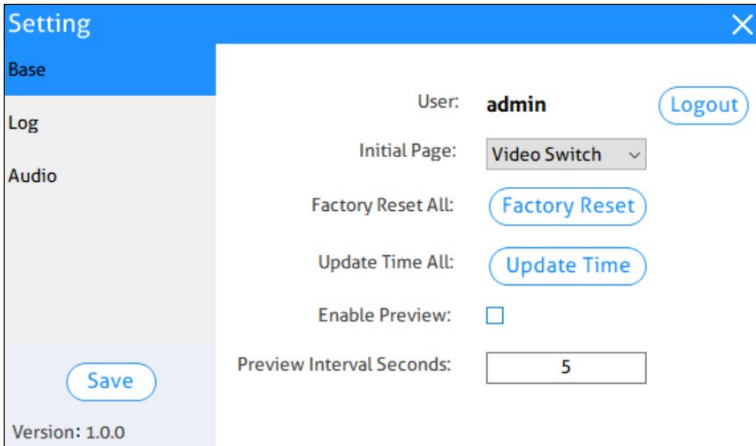 Setting
Base
Log
Audio
Save
Version: 1.0.0
User: admin Logout
Initial Page: Video Switch
Factory Reset All: Factory Reset
Update Time All: Update Time
Enable Preview:
Preview Interval Seconds: 5